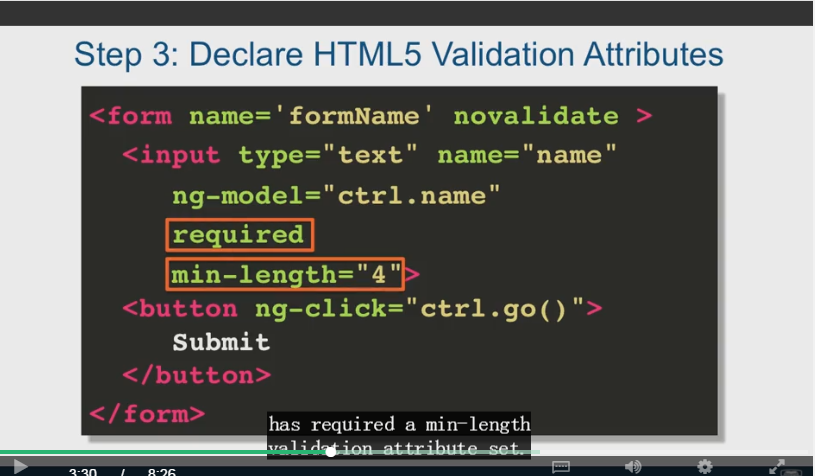 Step 3: Declare HTML5 Validation Attributes
<form name='formName' novalidate >
<input type="text" name="name"
ng-model="ctrl.name"
required
min-length="4">
<button ng-click="ctrl.go()">
Submit
</button>
</form>
has required a min-length
validation attribute set.
3:30 / 8:26